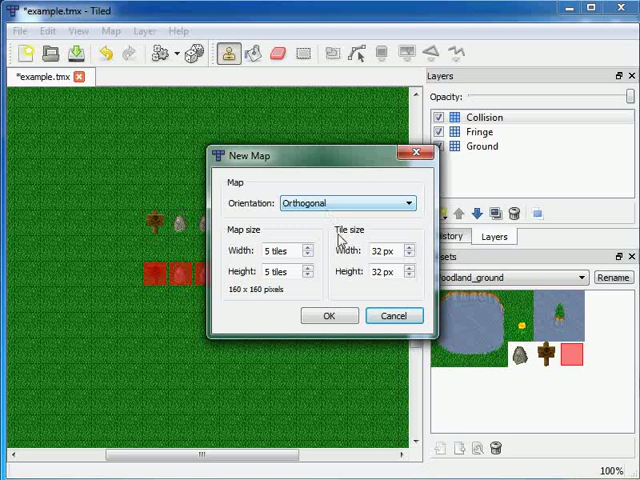 *example.tmx - Tiled
File Edit View Map Layer Help
*example.tmx
Layers
Opacity:
Collision
Fringe
Ground
New Map
Map
Orientation: Orthogonal
Map size Tile size
Width: 5 tiles Width: 32 px
Height: 5 tiles Height: 32 px
160 x 160 pixels
OK Cancel
Layers
Rename
100%